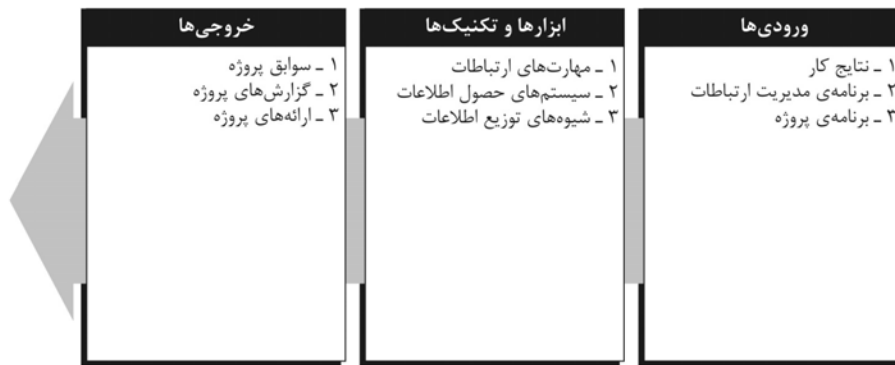 ورودی‌ها
۱ ـ نتایج کار
۲ ـ برنامه‌ی مدیریت ارتباطات
۳ ـ برنامه‌ی پروژه
ابزارها و تکنیک‌ها
۱ ـ مهارت‌های ارتباطات
۲ ـ سیستم‌های حصول اطلاعات
۳ ـ شیوه‌های توزیع اطلاعات
خروجی‌ها
۱ ـ سوابق پروژه
۲ ـ گزارش‌های پروژه
۳ ـ ارائه‌های پروژه